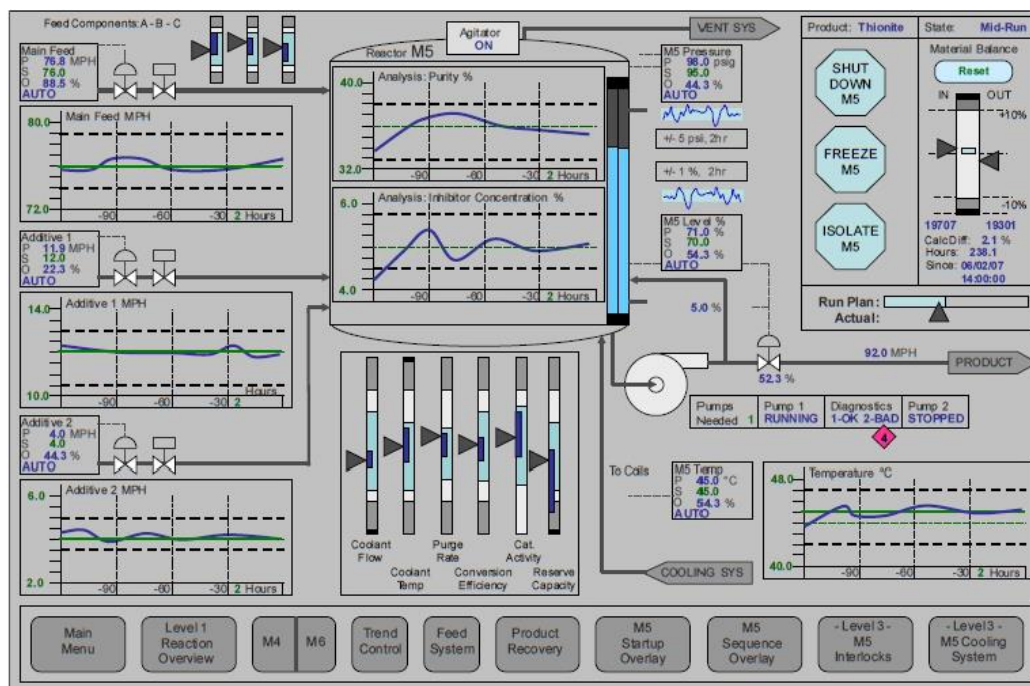 Feed Components: A - B - C
Main Feed
P 76.8 MPH
S 76.0
O 88.5 %
AUTO
80.0
Main Feed MPH
72.0
-90 -60 -30 2 Hours
Additive 1
P 11.9 MPH
S 12.0
O 22.3 %
AUTO
14.0
Additive 1 MPH
10.0
Hours
-90 -60 -30 2
Additive 2
P 4.0 MPH
S 4.0
O 44.3 %
AUTO
6.0
Additive 2 MPH
2.0
-90 -60 -30 2 Hours
Agitator
ON
Reactor M5
40.0
Analysis: Purity %
32.0
-90 -60 -30 2 Hours
6.0
Analysis: Inhibitor Concentration %
4.0
-90 -60 -30 2 Hours
Coolant
Flow
Coolant
Temp
Purge
Rate
Conversion
Efficiency
Cat.
Activity
Reserve
Capacity
VENT SYS
M5 Pressure
P 98.0 psig
S 95.0
O 44.3 %
AUTO
+/- 5 psi, 2hr
+/- 1 %, 2hr
M5 Level %
P 71.0 %
S 70.0
O 54.3 %
AUTO
5.0 %
92.0 MPH
PRODUCT
52.3 %
Pumps
Needed 1
Pump 1
RUNNING
Diagnostics
1-OK 2-BAD
Pump 2
STOPPED
4
To Coils
M5 Temp
P 45.0 °C
S 45.0
O 54.3 %
AUTO
COOLING SYS
Temperature °C
48.0
40.0
-90 -60 -30 2 Hours
Product: Thionite
State: Mid-Run
SHUT
DOWN
M5
FREEZE
M5
ISOLATE
M5
Material Balance
Reset
IN OUT
+10%
-10%
19707 19301
Calc Diff: 2.1 %
Hours: 238.1
Since: 06/02/07
14:00:00
Run Plan:
Actual:
Main
Menu
Level 1
Reaction
Overview
M4 M6
Trend
Control
Feed
System
Product
Recovery
M5
Startup
Overlay
M5
Sequence
Overlay
- Level 3 -
M5
Interlocks
- Level 3 -
M5 Cooling
System